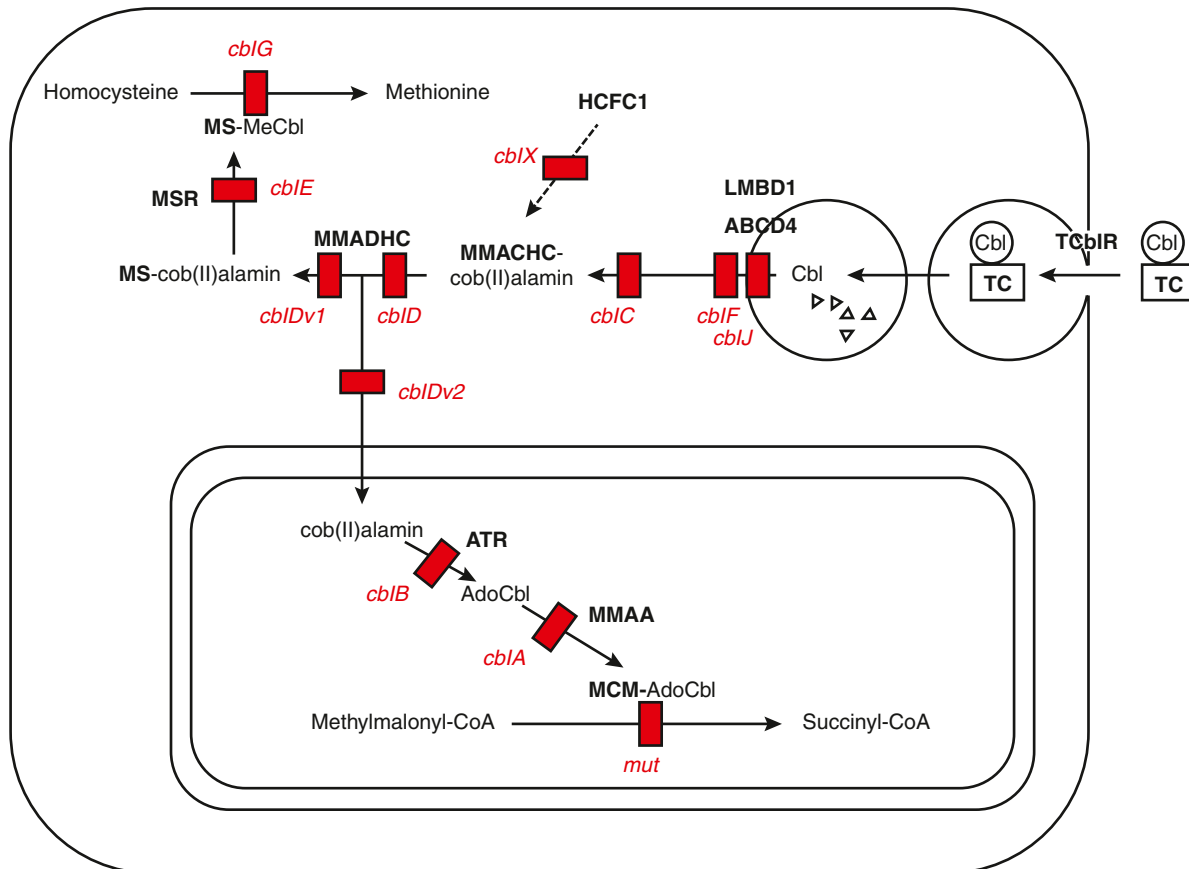 cblG
Homocysteine
Methionine
MS-MeCbl
HCFC1
cblX
MSR
cblE
LMBD1
ABCD4
MMADHC
MMACHC-
cob(II)alamin
MS-cob(II)alamin
cblDv1
cblD
cblC
cblF
cblJ
Cbl
Cbl
TC
TCblR
Cbl
TC
cblDv2
cob(II)alamin
ATR
cblB
AdoCbl
MMAA
cblA
MCM-AdoCbl
Methylmalonyl-CoA
Succinyl-CoA
mut